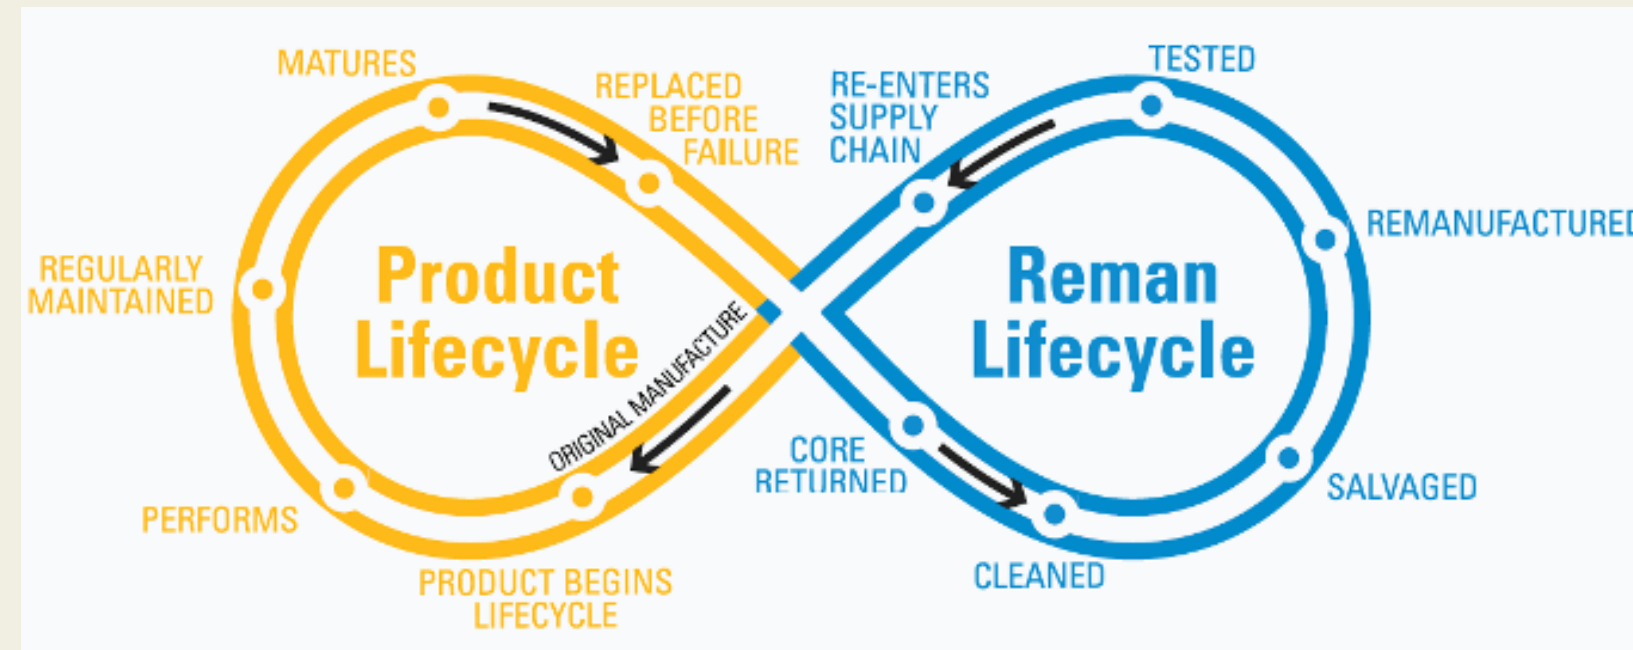 MATURES
REPLACED
BEFORE
FAILURE
RE-ENTERS
SUPPLY
CHAIN
TESTED
REMANUFACTURED
REGULARLY
MAINTAINED
Product
Lifecycle
Reman
Lifecycle
ORIGINAL MANUFACTURE
CORE
RETURNED
SALVAGED
PERFORMS
PRODUCT BEGINS
LIFECYCLE
CLEANED